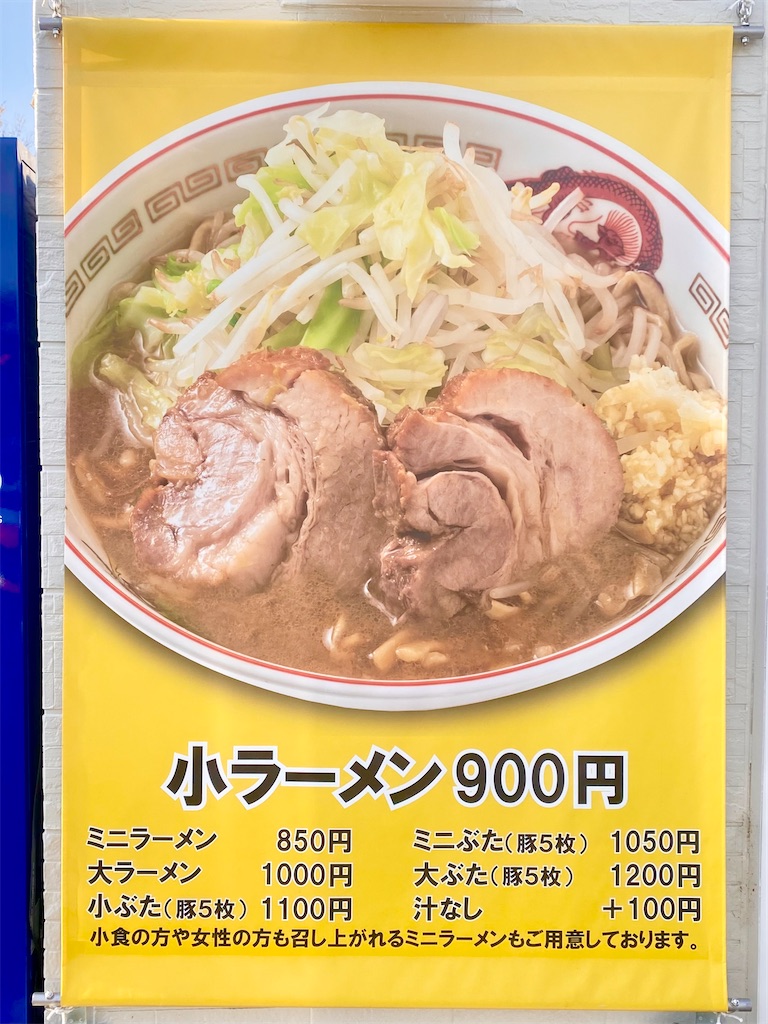 小ラーメン 900円
ミニラーメン 850円 ミニぶた(豚5枚) 1050円
大ラーメン 1000円 大ぶた(豚5枚) 1200円
小ぶた(豚5枚) 1100円 汁なし +100円
小食の方や女性の方も召し上がれるミニラーメンもご用意しております。